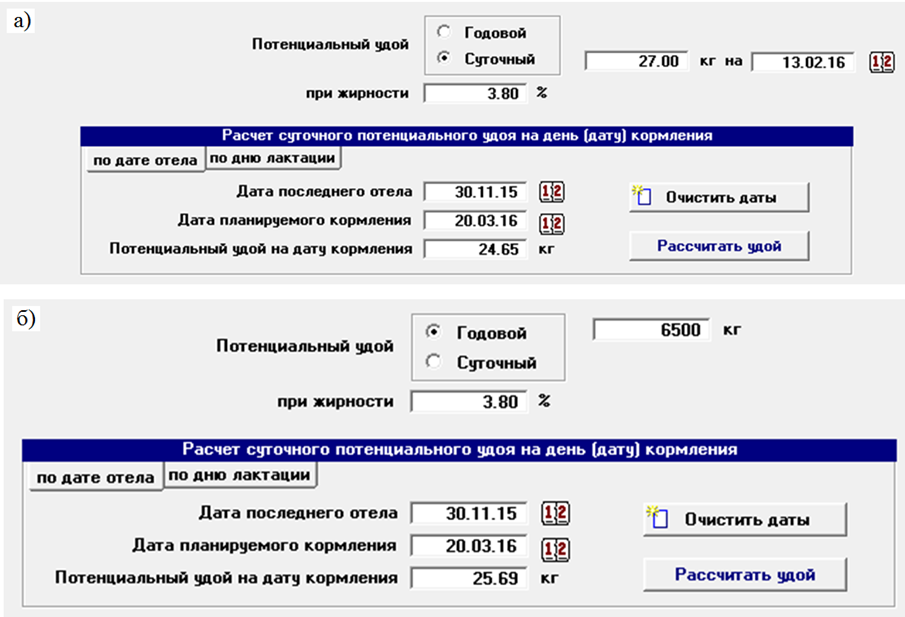 а)
Потенциальный удой
Годовой
Суточный
27.00 кг на 13.02.16 12
при жирности 3.80 %
Расчет суточного потенциального удоя на день (дату) кормления
по дате отела по дню лактации
Дата последнего отела 30.11.15 12 Очистить даты
Дата планируемого кормления 20.03.16 12
Потенциальный удой на дату кормления 24.65 кг Рассчитать удой
б)
Потенциальный удой
Годовой 6500 кг
Суточный
при жирности 3.80 %
Расчет суточного потенциального удоя на день (дату) кормления
по дате отела по дню лактации
Дата последнего отела 30.11.15 12 Очистить даты
Дата планируемого кормления 20.03.16 12
Потенциальный удой на дату кормления 25.69 кг Рассчитать удой